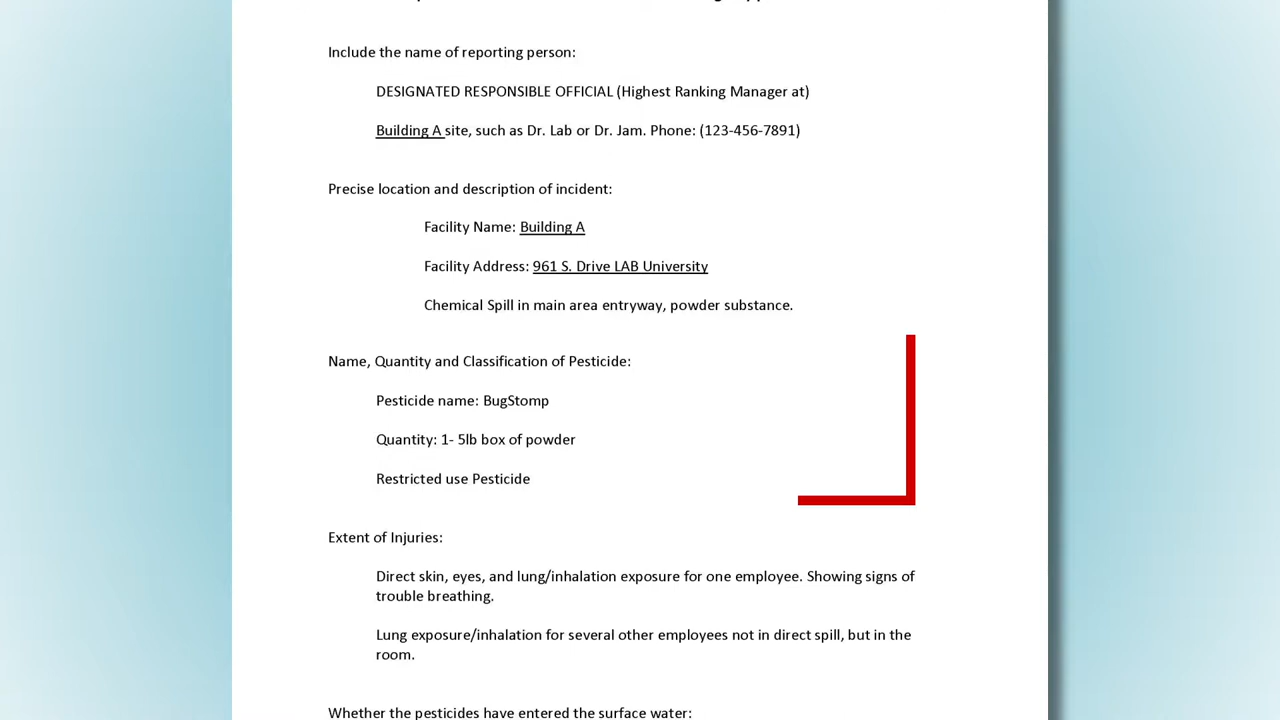 Include the name of reporting person:
DESIGNATED RESPONSIBLE OFFICIAL (Highest Ranking Manager at)
Building A site, such as Dr. Lab or Dr. Jam. Phone: (123-456-7891)
Precise location and description of incident:
Facility Name: Building A
Facility Address: 961 S. Drive LAB University
Chemical Spill in main area entryway, powder substance.
Name, Quantity and Classification of Pesticide:
Pesticide name: BugStomp
Quantity: 1- 5lb box of powder
Restricted use Pesticide
Extent of Injuries:
Direct skin, eyes, and lung/inhalation exposure for one employee. Showing signs of
trouble breathing.
Lung exposure/inhalation for several other employees not in direct spill, but in the
room.
Whether the pesticides have entered the surface water: